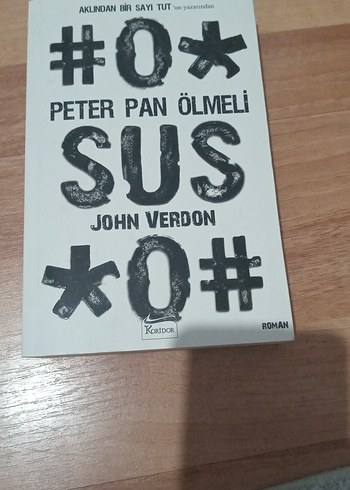 AKLINDAN BİR SAYI TUT'un yazarından
#0*
PETER PAN ÖLMELİ
SUS
JOHN VERDON
*0#
KORİDOR
ROMAN